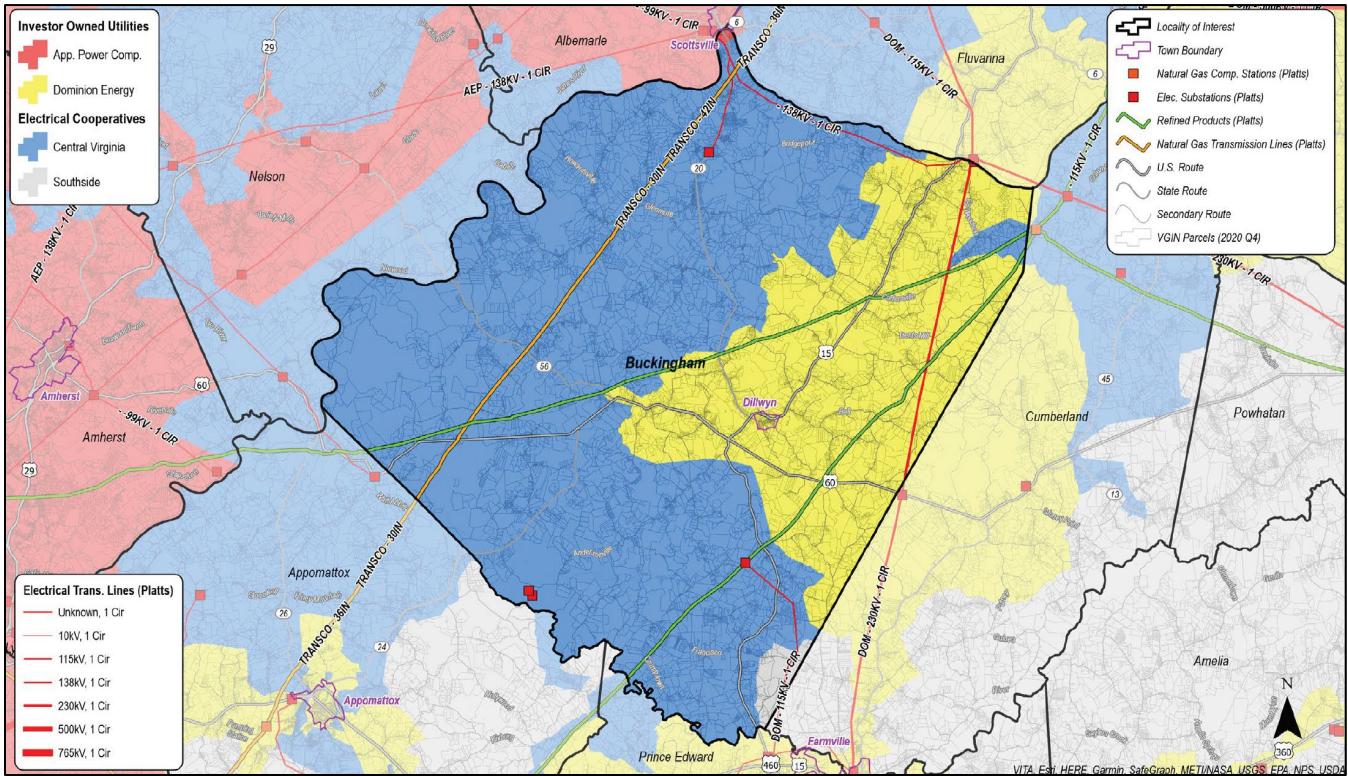 Investor Owned Utilities
App. Power Comp.
Dominion Energy
Electrical Cooperatives
Central Virginia
Southside
Locality of Interest
Town Boundary
Natural Gas Comp. Stations (Platts)
Elec. Substations (Platts)
Refined Products (Platts)
Natural Gas Transmission Lines (Platts)
U.S. Route
State Route
Secondary Route
VGIN Parcels (2020 Q4)
Albemarle
Scottsville
6
29
AEP - 138KV - 1 CIR
DOM - 115KV - 1 CIR
Fluvanna
6
TRANSCO - 36IN
TRANSCO - 42IN
TRANSCO - 30IN
- 138KV - 1 CIR
- 115KV - 1 CIR
Bridgeport
20
Nelson
Glenmore
Norwood
AEP - 138KV - 1 CIR
230KV - 1 CIR
Centenary
Buckingham
15
56
Dillwyn
60
Amherst
Amherst
- 99KV - 1 CIR
29
45
Cumberland
Powhatan
60
13
Andersonville
Appomattox
TRANSCO - 30IN
TRANSCO - 36IN
26
24
DOM - 230KV - 1 CIR
DOM - 115KV - 1 CIR
Amelia
Appomattox
Prince Edward
Farmville
460
15
N
360
Electrical Trans. Lines (Platts)
Unknown, 1 Cir
10kV, 1 Cir
115kV, 1 Cir
138kV, 1 Cir
230kV, 1 Cir
500kV, 1 Cir
765kV, 1 Cir
VITA, Esri, HERE, Garmin, SafeGraph, METI/NASA, USGS, EPA, NPS, USDA